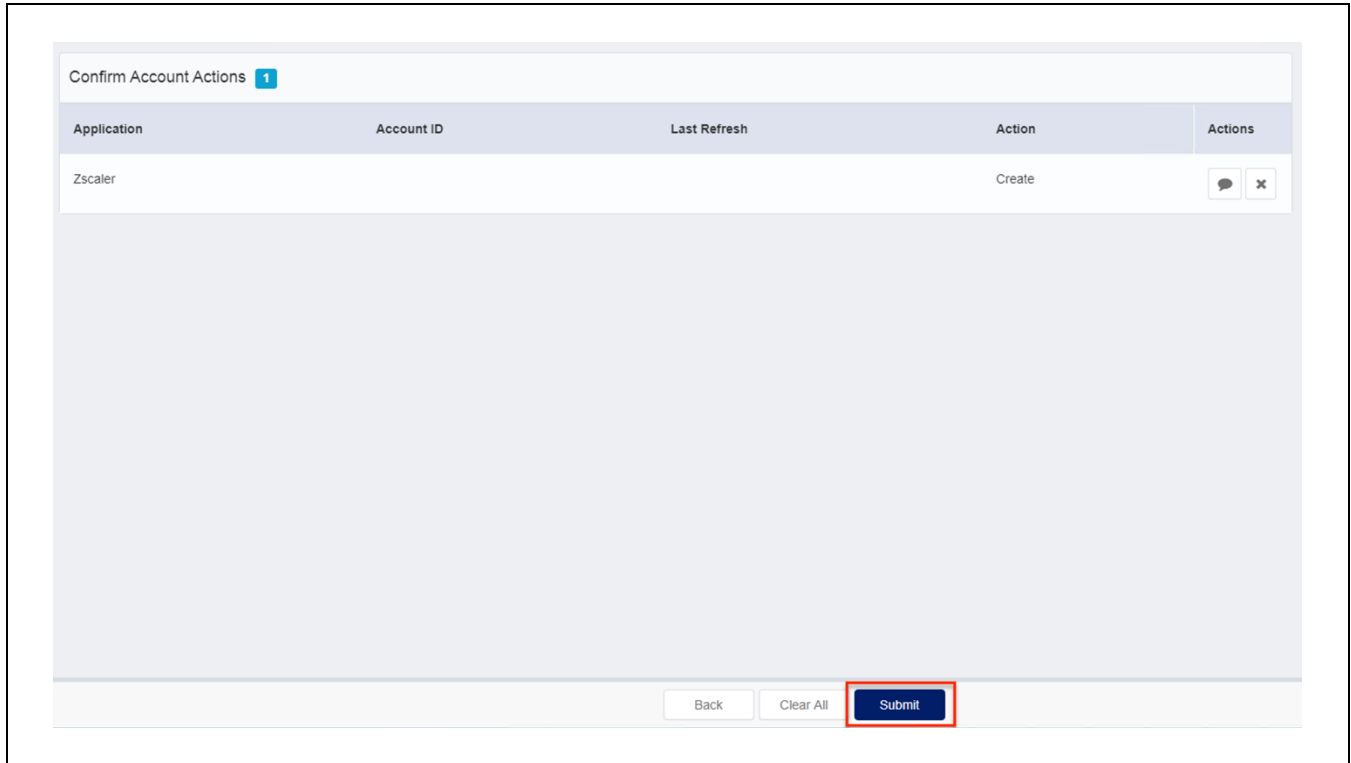 Confirm Account Actions 1
Application Account ID Last Refresh Action Actions
Zscaler Create
Back Clear All Submit